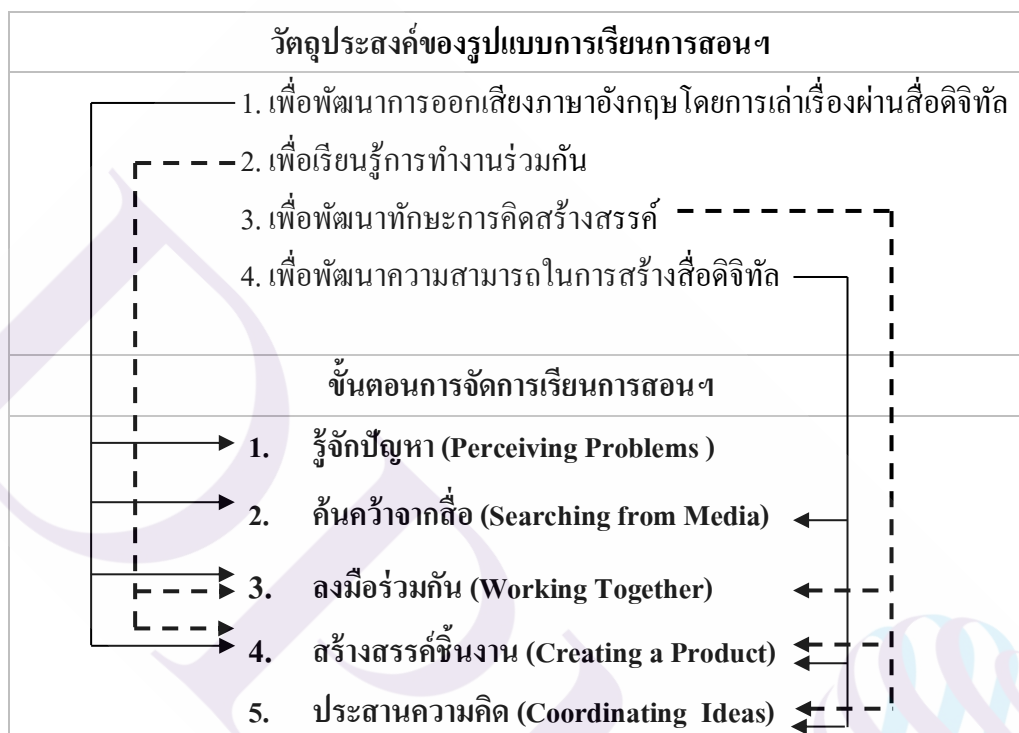 วัตถุประสงค์ของรูปแบบการเรียนการสอนฯ
1. เพื่อพัฒนาการออกเสียงภาษาอังกฤษโดยการเล่าเรื่องผ่านสื่อดิจิทัล
2. เพื่อเรียนรู้การทำงานร่วมกัน
3. เพื่อพัฒนาทักษะการคิดสร้างสรรค์
4. เพื่อพัฒนาความสามารถในการสร้างสื่อดิจิทัล
ขั้นตอนการจัดการเรียนการสอนฯ
1. รู้จักปัญหา (Perceiving Problems )
2. ค้นคว้าจากสื่อ (Searching from Media)
3. ลงมือร่วมกัน (Working Together)
4. สร้างสรรค์ชิ้นงาน (Creating a Product)
5. ประสานความคิด (Coordinating Ideas)